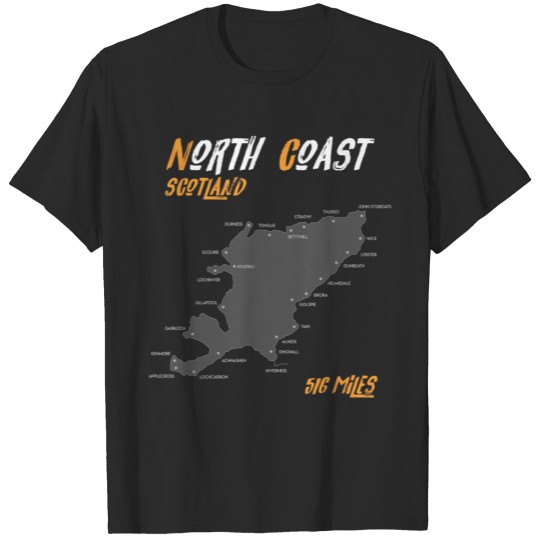 NORTH COAST
SCOTLAND
JOHN O'GROATS
THURSO
STRATHY
DURNESS
TONGUE
BETTYHILL
WICK
LYBSTER
SCOURIE
KYLESKU
DUNBEATH
LOCHINVER
HELMSDALE
BRORA
ULLAPOOL
GOLSPIE
GAIRLOCH
TAIN
ALNESS
KENMORE
ACHNASHEEN
DINGWALL
APPLECROSS
LOCHCARRON
INVERNESS
516 MILES